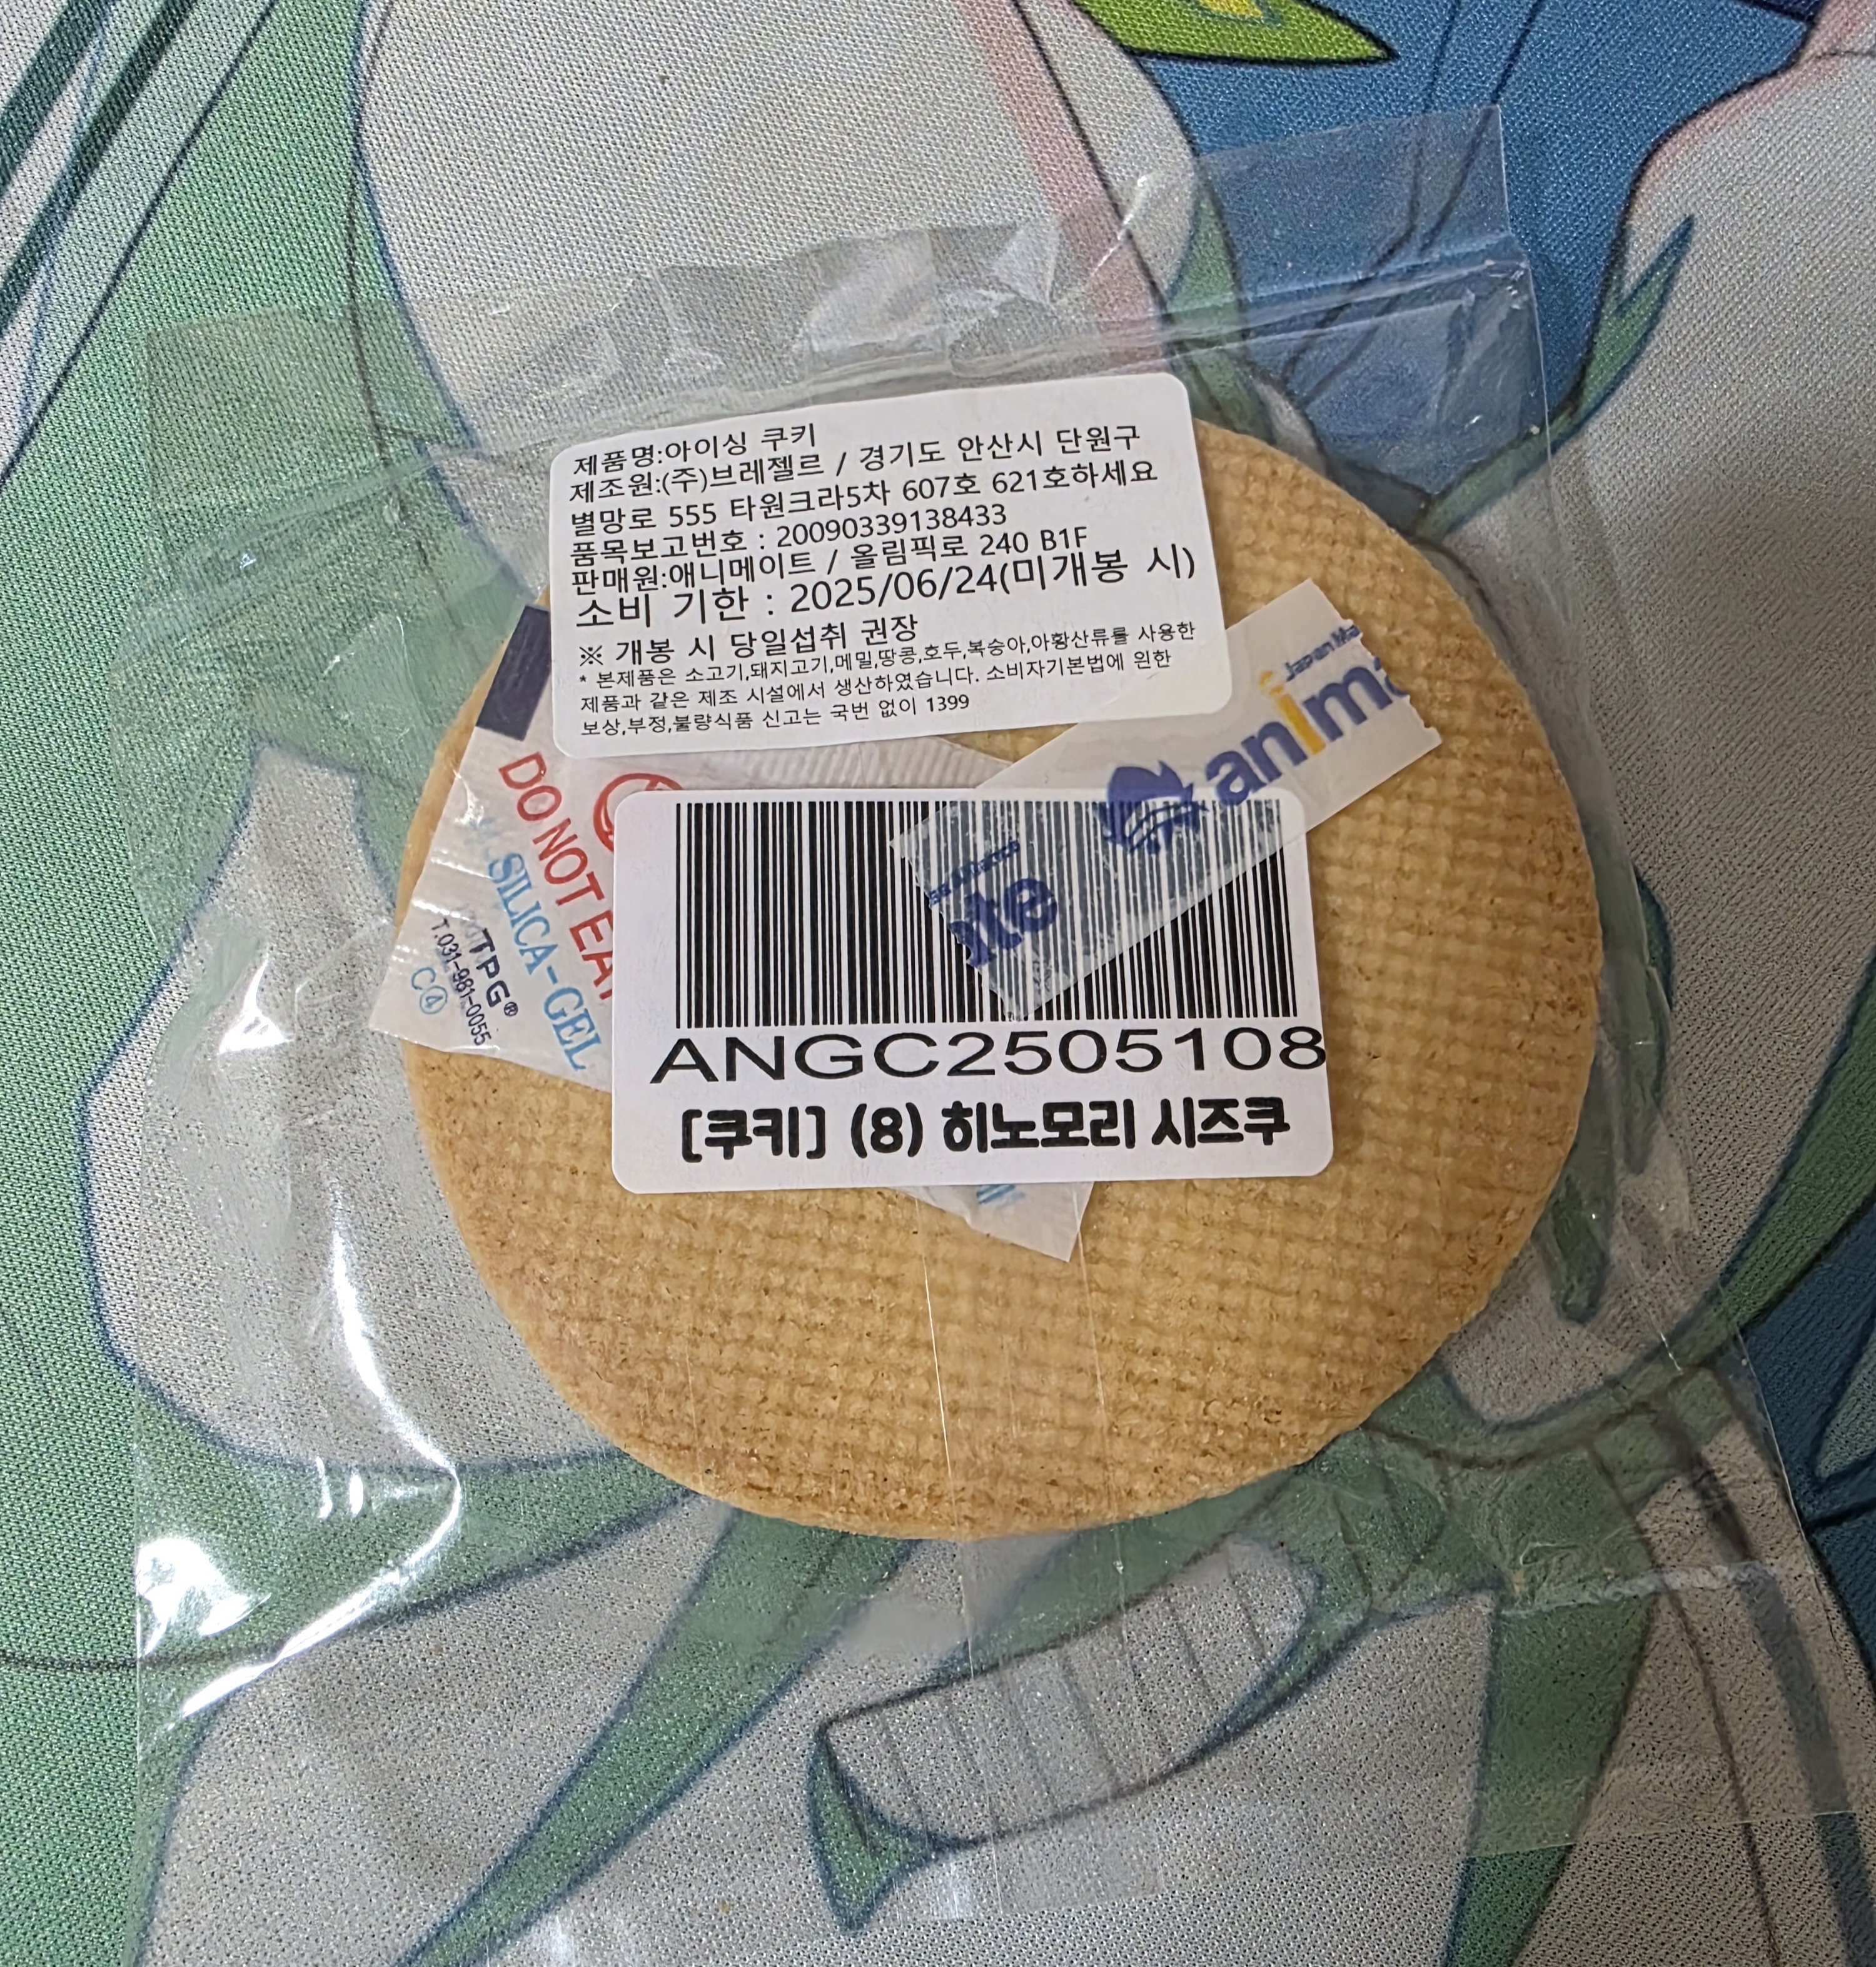 제품명:아이싱 쿠키
제조원:(주)브레젤르 / 경기도 안산시 단원구
별망로 555 타원크라5차 607호 621호하세요
품목보고번호 : 20090339138433
판매원:애니메이트 / 올림픽로 240 B1F
소비 기한 : 2025/06/24(미개봉 시)
※ 개봉 시 당일섭취 권장
* 본제품은 소고기,돼지고기,메밀,땅콩,호두,복숭아,아황산류를 사용한
제품과 같은 제조 시설에서 생산하였습니다. 소비자기본법에 읜한
보상,부정,불량식품 신고는 국번 없이 1399
Japan Ma
anima
ate
DO NOT EAT
SILICA-GEL
TPG®
T.031-981-0055
C④
ANGC2505108
[쿠키] (8) 히노모리 시즈쿠